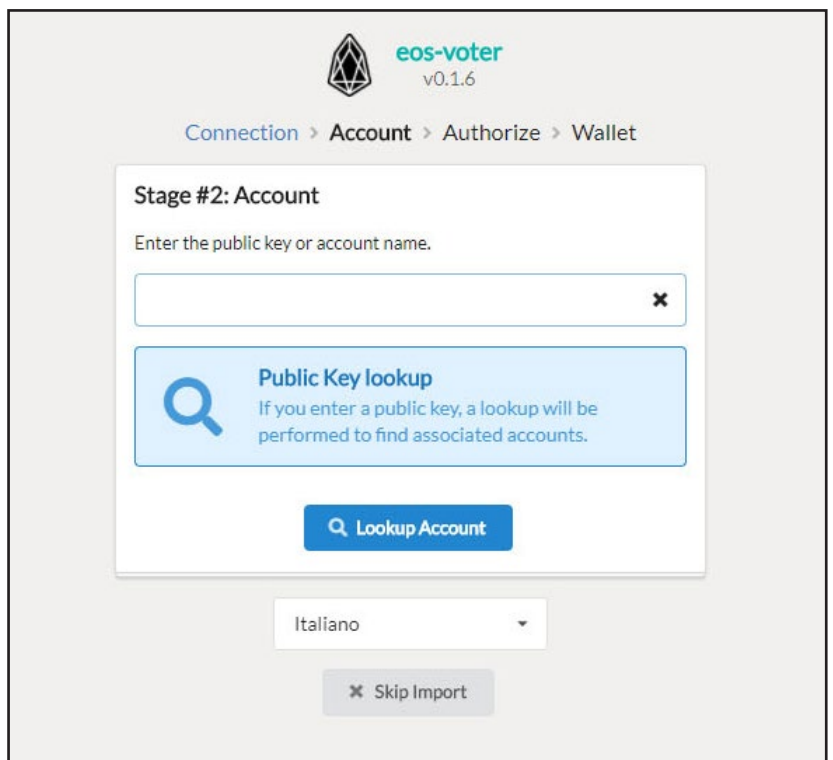 eos-voter
v0.1.6
Connection > Account > Authorize > Wallet
Stage #2: Account
Enter the public key or account name.
Public Key lookup
If you enter a public key, a lookup will be
performed to find associated accounts.
Lookup Account
Italiano
Skip Import